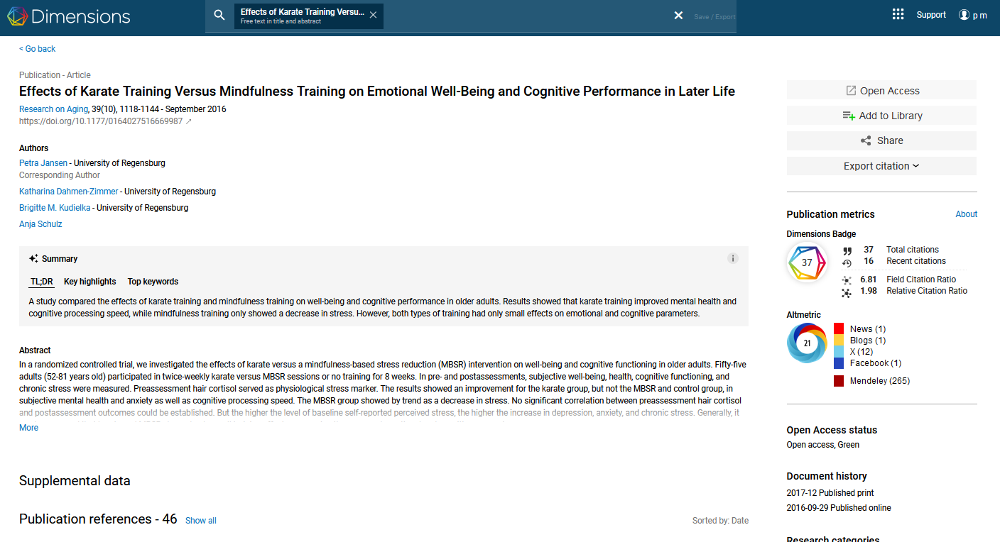 Dimensions
Effects of Karate Training Versu...
Free text in title and abstract
Save / Export
Support
p m
< Go back
Publication - Article
Effects of Karate Training Versus Mindfulness Training on Emotional Well-Being and Cognitive Performance in Later Life
Research on Aging, 39(10), 1118-1144 - September 2016
https://doi.org/10.1177/0164027516669987
Authors
Petra Jansen - University of Regensburg
Corresponding Author
Katharina Dahmen-Zimmer - University of Regensburg
Brigitte M. Kudielka - University of Regensburg
Anja Schulz
Summary
TL;DR Key highlights Top keywords
A study compared the effects of karate training and mindfulness training on well-being and cognitive performance in older adults. Results showed that karate training improved mental health and
cognitive processing speed, while mindfulness training only showed a decrease in stress. However, both types of training had only small effects on emotional and cognitive parameters.
Abstract
In a randomized controlled trial, we investigated the effects of karate versus a mindfulness-based stress reduction (MBSR) intervention on well-being and cognitive functioning in older adults. Fifty-five
adults (52-81 years old) participated in twice-weekly karate versus MBSR sessions or no training for 8 weeks. In pre- and postassessments, subjective well-being, health, cognitive functioning, and
chronic stress were measured. Preassessment hair cortisol served as physiological stress marker. The results showed an improvement for the karate group, but not the MBSR and control group, in
subjective mental health and anxiety as well as cognitive processing speed. The MBSR group showed by trend as a decrease in stress. No significant correlation between preassessment hair cortisol
and postassessment outcomes could be established. But the higher the level of baseline self-reported perceived stress, the higher the increase in depression, anxiety, and chronic stress. Generally, it
More
Supplemental data
Publication references - 46 Show all
Sorted by: Date
Open Access
Add to Library
Share
Export citation
Publication metrics
About
Dimensions Badge
37
37 Total citations
16 Recent citations
6.81 Field Citation Ratio
1.98 Relative Citation Ratio
Altmetric
21
News (1)
Blogs (1)
X (12)
Facebook (1)
Mendeley (265)
Open Access status
Open access, Green
Document history
2017-12 Published print
2016-09-29 Published online
Research categories